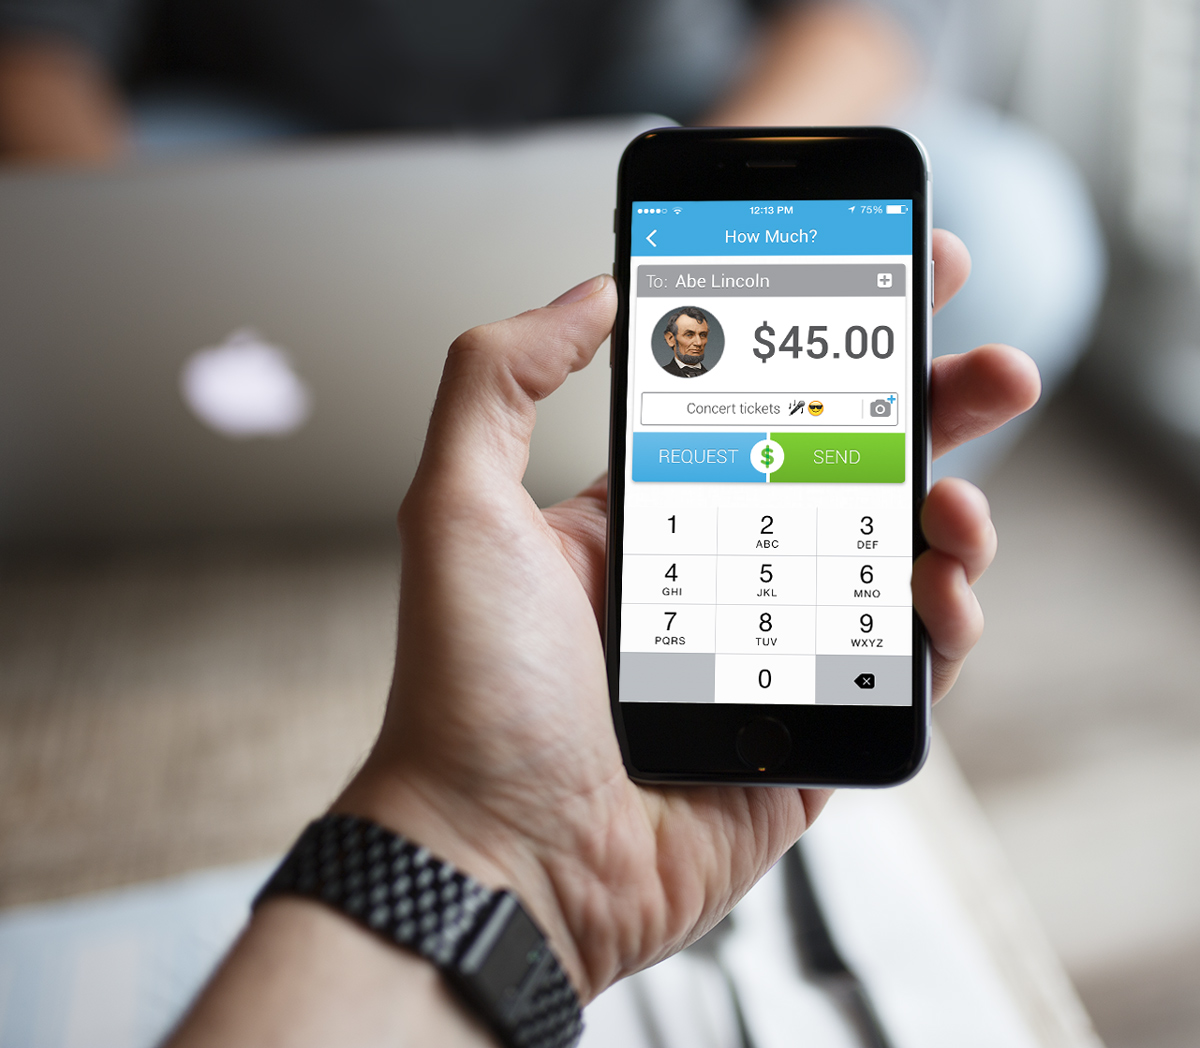 12:13 PM 75%
How Much?
To: Abe Lincoln
$45.00
Concert tickets 🎤😎
REQUEST $ SEND
1 2 3
ABC DEF
4 5 6
GHI JKL MNO
7 8 9
PQRS TUV WXYZ
0